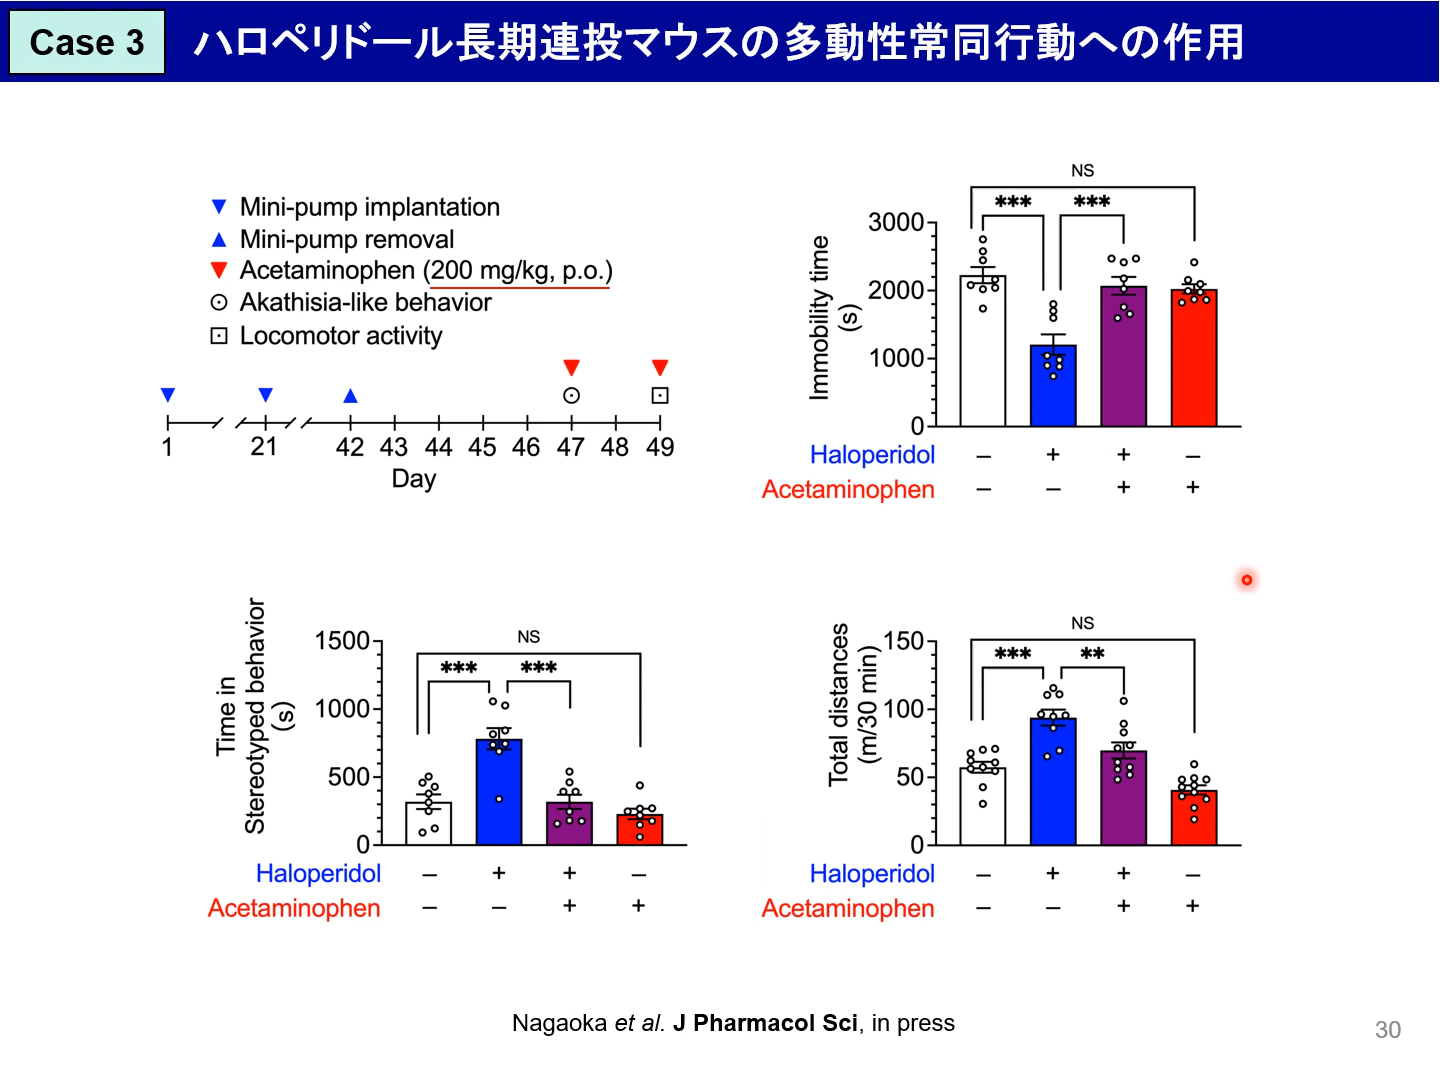 Case 3
ハロペリドール長期連投マウスの多動性常同行動への作用
Mini-pump implantation
Mini-pump removal
Acetaminophen (200 mg/kg, p.o.)
Akathisia-like behavior
Locomotor activity
1 21 42 43 44 45 46 47 48 49
Day
NS
*** ***
Immobility time
(s)
3000
2000
1000
0
Haloperidol – + + –
Acetaminophen – – + +
NS
*** ***
Time in
Stereotyped behavior
(s)
1500
1000
500
0
Haloperidol – + + –
Acetaminophen – – + +
NS
*** **
Total distances
(m/30 min)
150
100
50
0
Haloperidol – + + –
Acetaminophen – – + +
Nagaoka et al. J Pharmacol Sci, in press
30